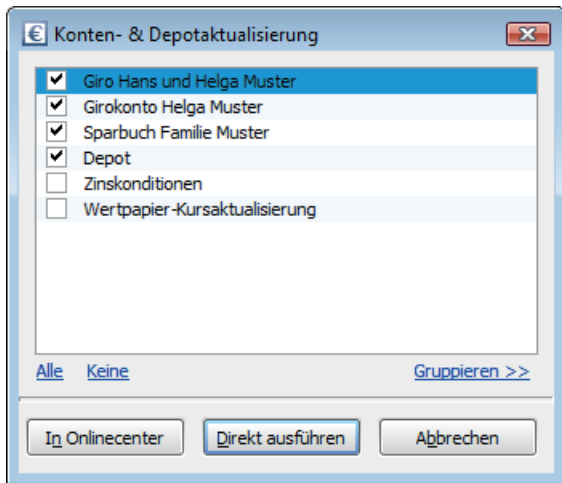 Konten- & Depotaktualisierung
Giro Hans und Helga Muster
Girokonto Helga Muster
Sparbuch Familie Muster
Depot
Zinskonditionen
Wertpapier-Kursaktualisierung
Alle Keine Gruppieren >>
In Onlinecenter Direkt ausführen Abbrechen